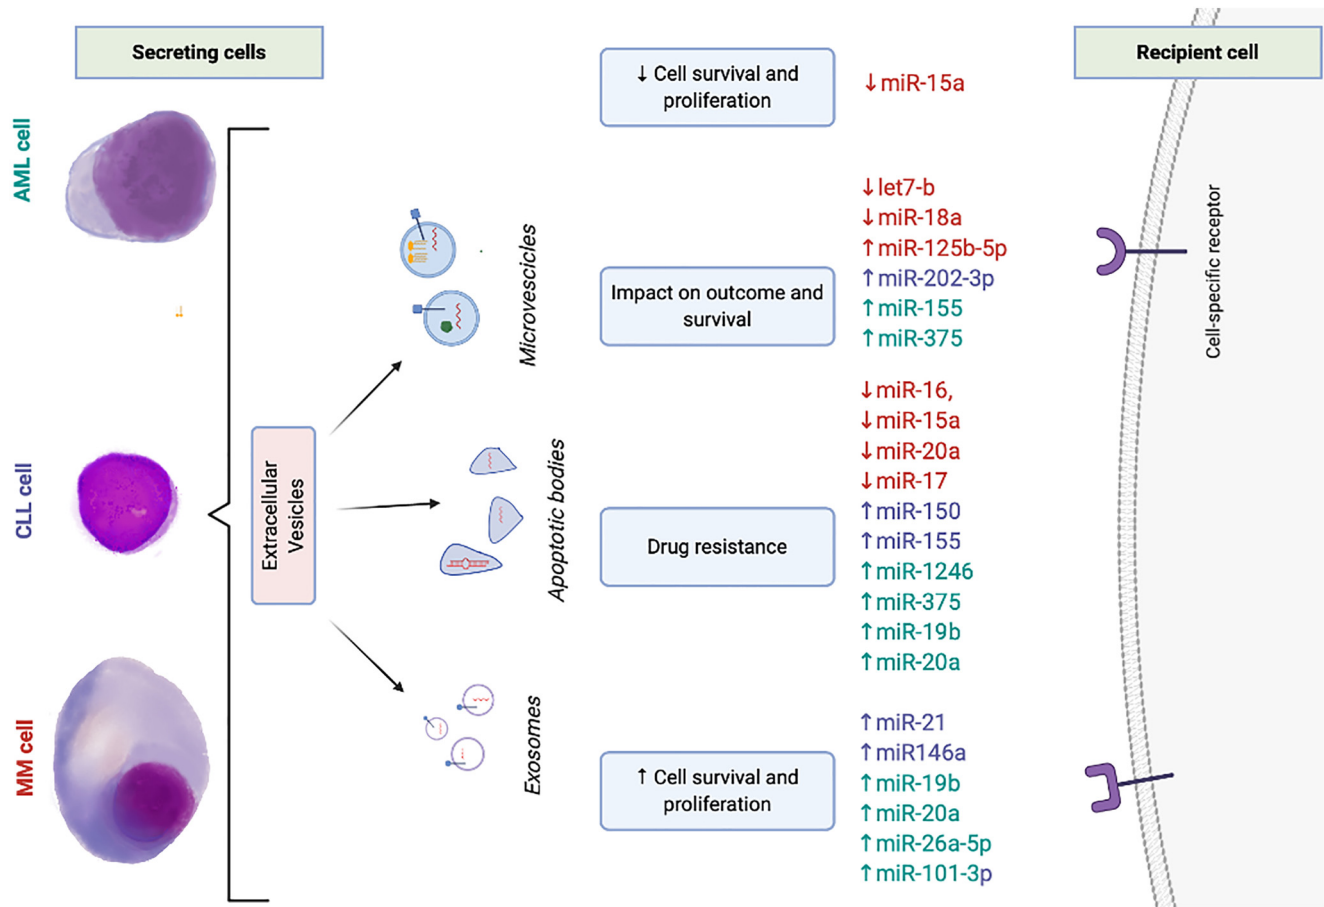 Secreting cells
AML cell
CLL cell
MM cell
Extracellular
Vesicles
Microvescicles
Apoptotic bodies
Exosomes
↓ Cell survival and
proliferation
↓miR-15a
Impact on outcome and
survival
↓let7-b
↓miR-18a
↑miR-125b-5p
↑miR-202-3p
↑miR-155
↑miR-375
Drug resistance
↓miR-16,
↓miR-15a
↓miR-20a
↓miR-17
↑miR-150
↑miR-155
↑miR-1246
↑miR-375
↑miR-19b
↑miR-20a
↑ Cell survival and
proliferation
↑miR-21
↑miR146a
↑miR-19b
↑miR-20a
↑miR-26a-5p
↑miR-101-3p
Recipient cell
Cell-specific receptor